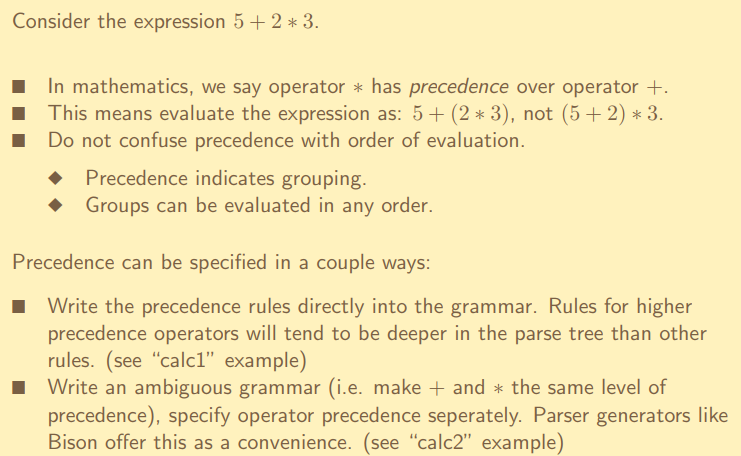 Consider the expression 5 + 2 ∗ 3.
■ In mathematics, we say operator ∗ has precedence over operator +.
■ This means evaluate the expression as: 5 + (2 ∗ 3), not (5 + 2) ∗ 3.
■ Do not confuse precedence with order of evaluation.
◆ Precedence indicates grouping.
◆ Groups can be evaluated in any order.
Precedence can be specified in a couple ways:
■ Write the precedence rules directly into the grammar. Rules for higher
precedence operators will tend to be deeper in the parse tree than other
rules. (see “calc1” example)
■ Write an ambiguous grammar (i.e. make + and ∗ the same level of
precedence), specify operator precedence seperately. Parser generators like
Bison offer this as a convenience. (see “calc2” example)